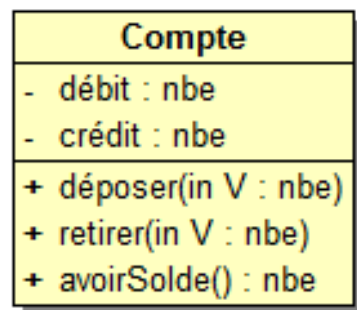 Compte
- débit : nbe
- crédit : nbe
+ déposer(in V : nbe)
+ retirer(in V : nbe)
+ avoirSolde() : nbe